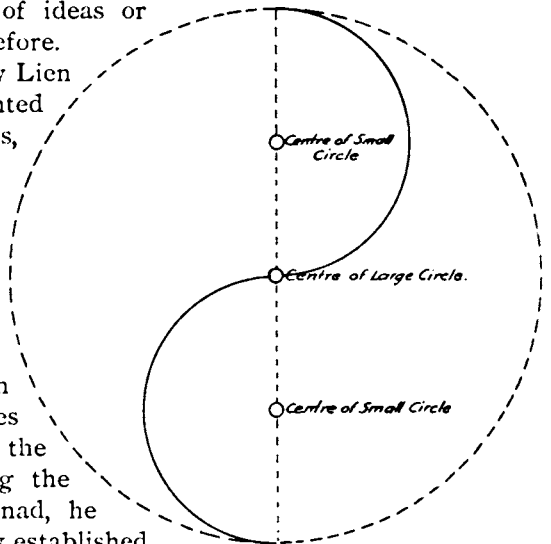 of ideas or
efore.
Lien
nted
s,
Centre of Small
Circle
Centre of Large Circle.
Centre of Small Circle
n
es
the
g the
nad, he
established